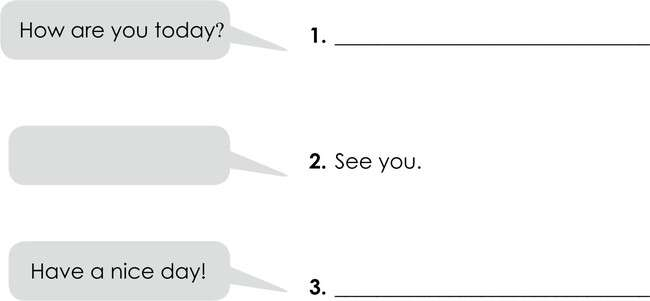 How are you today?
1.
2. See you.
Have a nice day!
3.